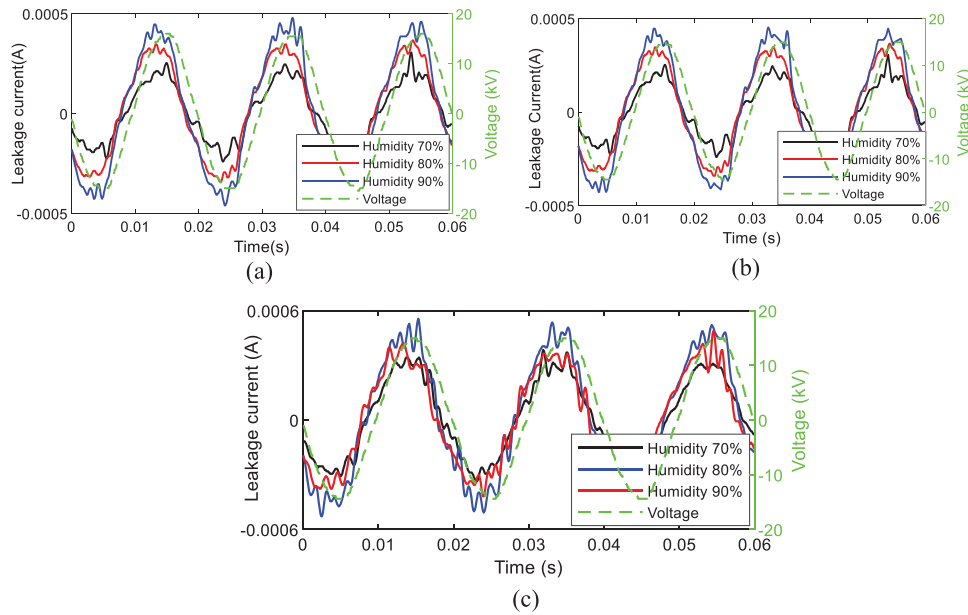 0.0005
0
-0.0005
Leakage current(A)
20
10
0
-10
-20
Voltage (kV)
Humidity 70%
Humidity 80%
Humidity 90%
Voltage
0 0.01 0.02 0.03 0.04 0.05 0.06
Time(s)
(a)
0.0005
0
-0.0005
Leakage Current(A)
20
10
0
-10
-20
Voltage (kV)
Humidity 70%
Humidity 80%
Humidity 90%
Voltage
0 0.01 0.02 0.03 0.04 0.05 0.06
Time (s)
(b)
0.0006
0
-0.0006
Leakage current (A)
20
10
0
-10
-20
Voltage (kV)
Humidity 70%
Humidity 80%
Humidity 90%
Voltage
0 0.01 0.02 0.03 0.04 0.05 0.06
Time (s)
(c)